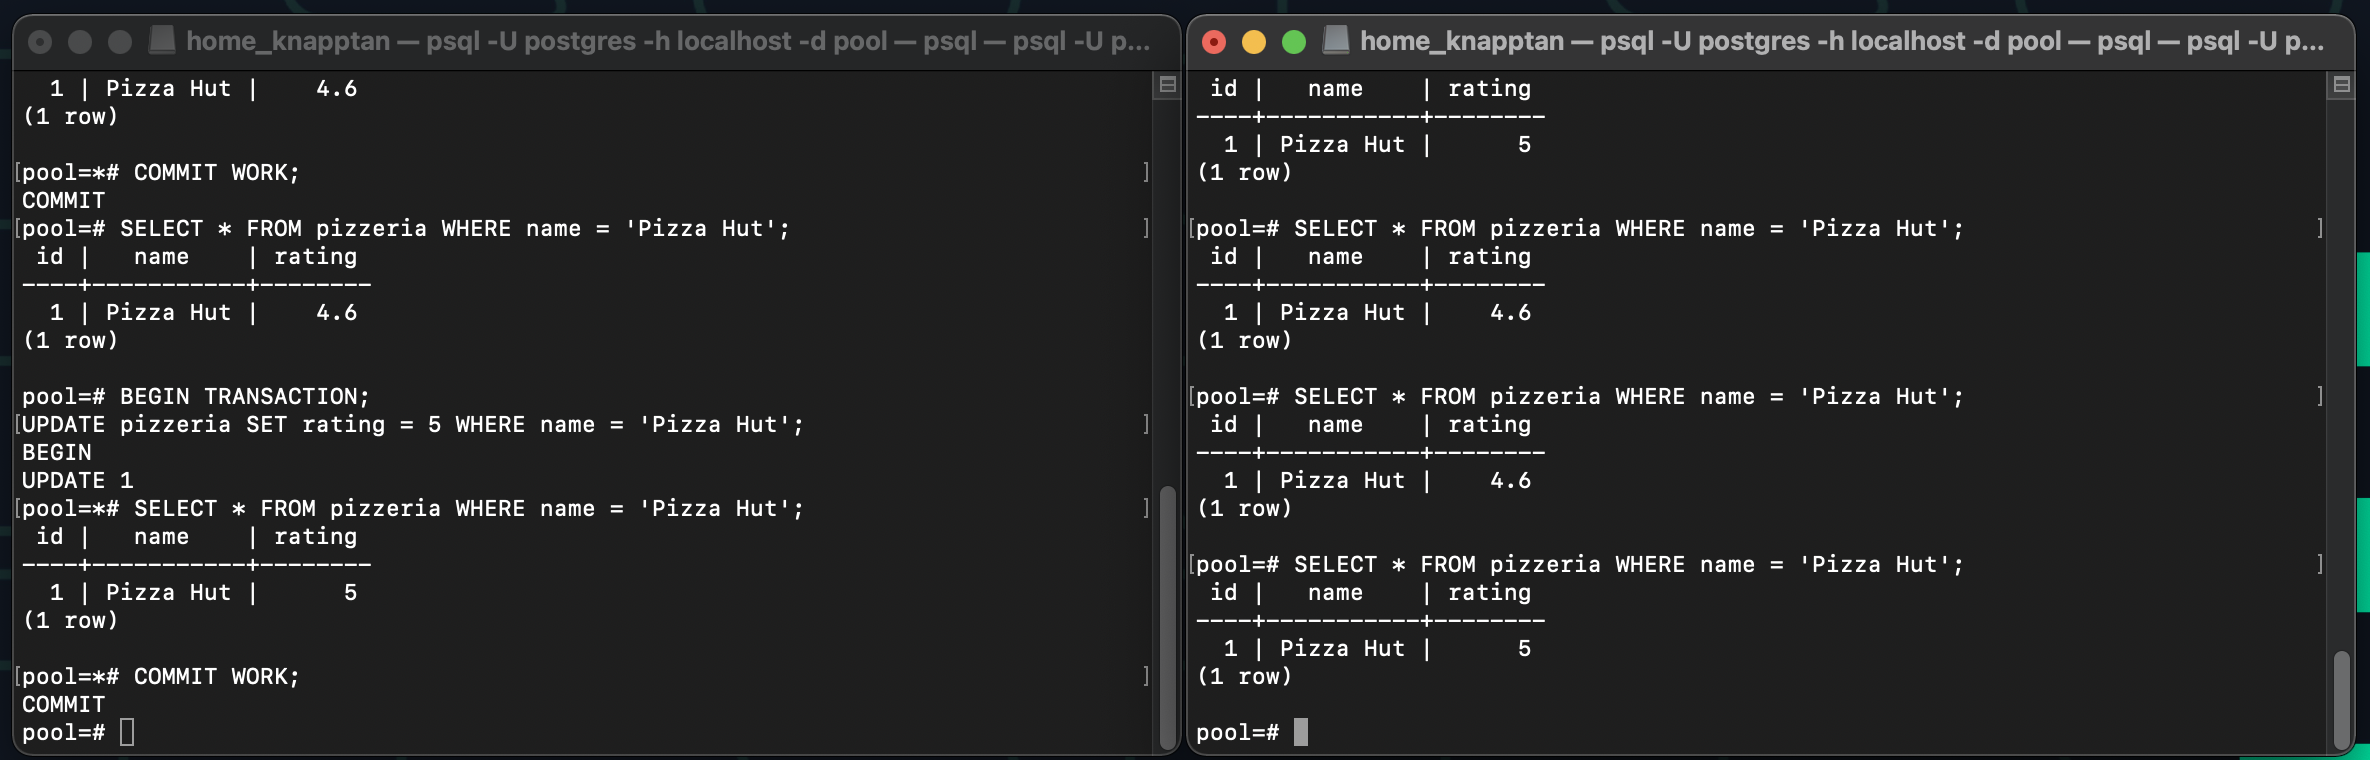 home_knapptan — psql -U postgres -h localhost -d pool — psql — psql -U p...
  1 | Pizza Hut |    4.6
(1 row)

[pool=*# COMMIT WORK; ]
COMMIT
[pool=# SELECT * FROM pizzeria WHERE name = 'Pizza Hut'; ]
 id |   name    | rating
----+-----------+--------
  1 | Pizza Hut |    4.6
(1 row)

pool=# BEGIN TRANSACTION;
[UPDATE pizzeria SET rating = 5 WHERE name = 'Pizza Hut'; ]
BEGIN
UPDATE 1
[pool=*# SELECT * FROM pizzeria WHERE name = 'Pizza Hut'; ]
 id |   name    | rating
----+-----------+--------
  1 | Pizza Hut |      5
(1 row)

[pool=*# COMMIT WORK; ]
COMMIT
pool=#
home_knapptan — psql -U postgres -h localhost -d pool — psql — psql -U p...
 id |   name    | rating
----+-----------+--------
  1 | Pizza Hut |      5
(1 row)

[pool=# SELECT * FROM pizzeria WHERE name = 'Pizza Hut'; ]
 id |   name    | rating
----+-----------+--------
  1 | Pizza Hut |    4.6
(1 row)

[pool=# SELECT * FROM pizzeria WHERE name = 'Pizza Hut'; ]
 id |   name    | rating
----+-----------+--------
  1 | Pizza Hut |    4.6
(1 row)

[pool=# SELECT * FROM pizzeria WHERE name = 'Pizza Hut'; ]
 id |   name    | rating
----+-----------+--------
  1 | Pizza Hut |      5
(1 row)

pool=#